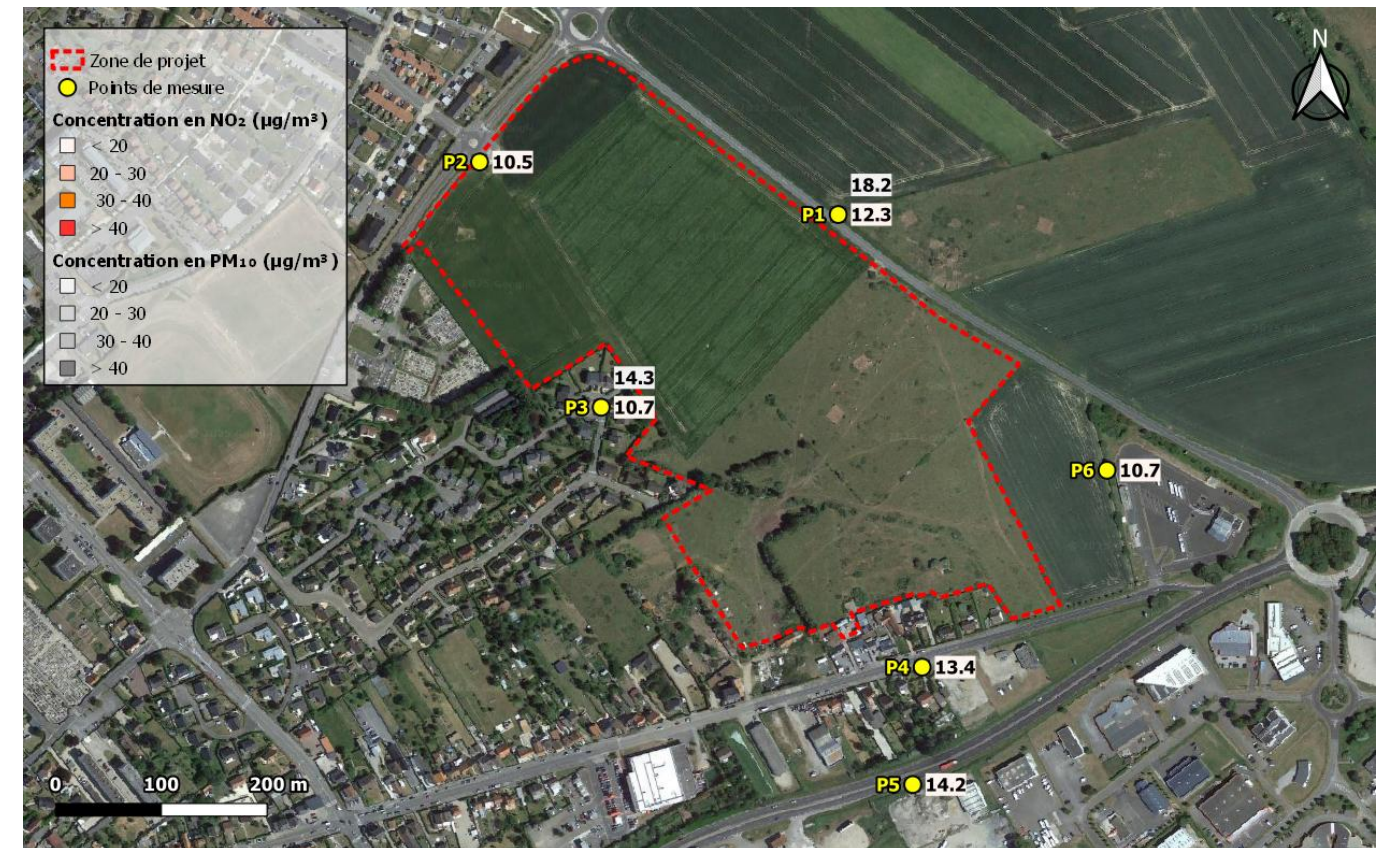 Zone de projet
Points de mesure
Concentration en NO₂ (µg/m³)
< 20
20 - 30
30 - 40
> 40
Concentration en PM₁₀ (µg/m³)
< 20
20 - 30
30 - 40
> 40
N
P2 10.5
18.2
P1 12.3
14.3
P3 10.7
P6 10.7
P4 13.4
P5 14.2
0 100 200 m